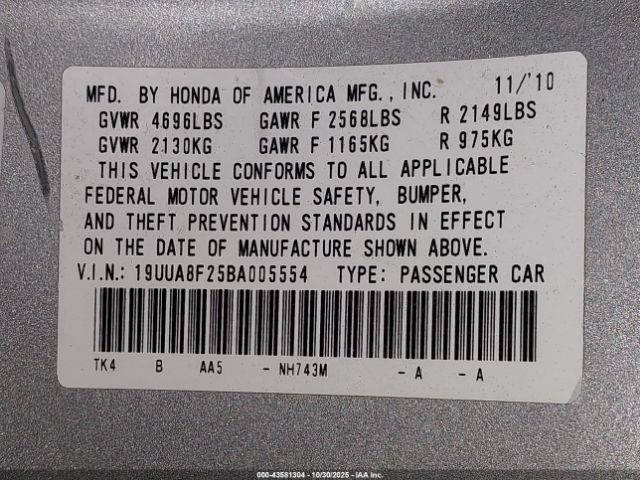 MFD. BY HONDA OF AMERICA MFG., INC. 11/'10
GVWR 4696LBS GAWR F 2568LBS R 2149LBS
GVWR 2130KG GAWR F 1165KG R 975KG
THIS VEHICLE CONFORMS TO ALL APPLICABLE
FEDERAL MOTOR VEHICLE SAFETY, BUMPER,
AND THEFT PREVENTION STANDARDS IN EFFECT
ON THE DATE OF MANUFACTURE SHOWN ABOVE.
V.I.N.: 19UUA8F25BA005554 TYPE: PASSENGER CAR
TK4 B AA5 - NH743M - A - A
000-43581304 - 10/30/2025 - IAA Inc.